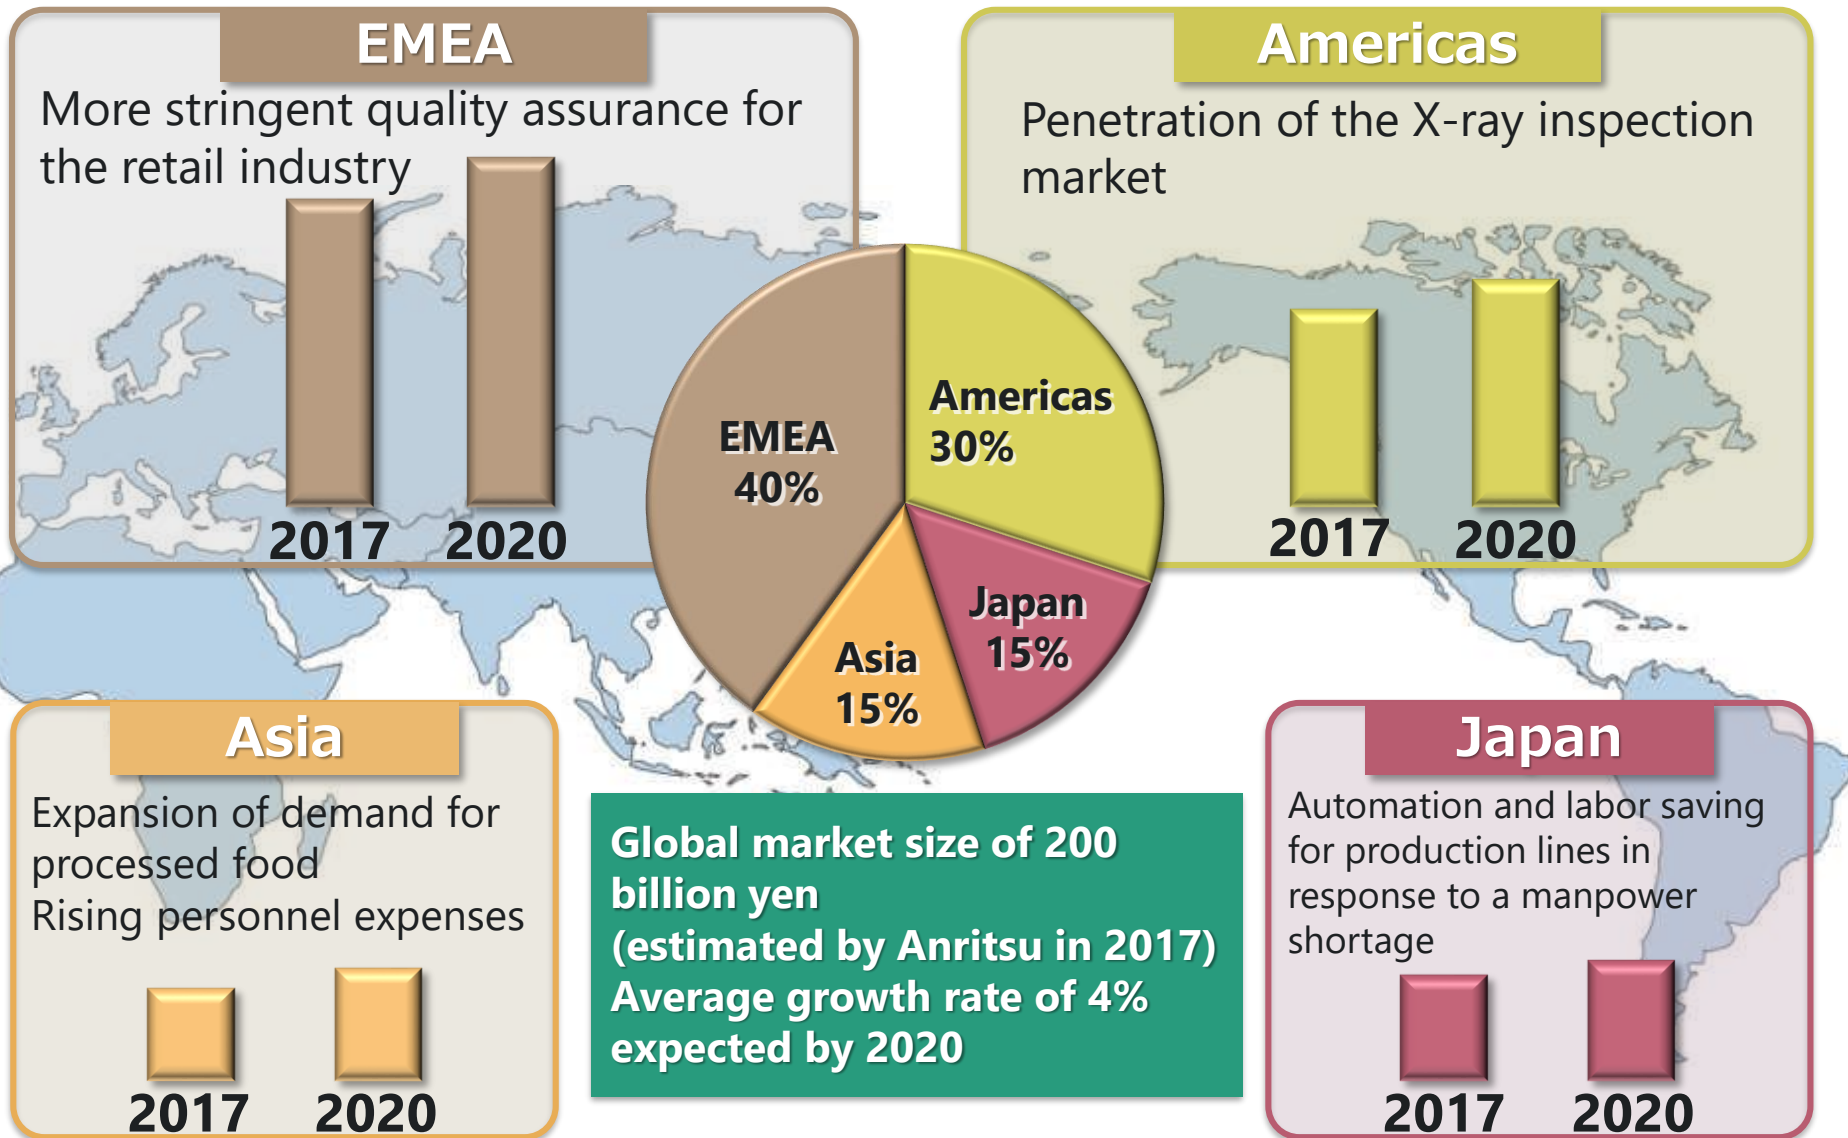 EMEA
More stringent quality assurance for
the retail industry
2017 2020
Americas
Penetration of the X-ray inspection
market
2017 2020
EMEA
40%
Americas
30%
Japan
15%
Asia
15%
Asia
Expansion of demand for
processed food
Rising personnel expenses
2017 2020
Global market size of 200
billion yen
(estimated by Anritsu in 2017)
Average growth rate of 4%
expected by 2020
Japan
Automation and labor saving
for production lines in
response to a manpower
shortage
2017 2020